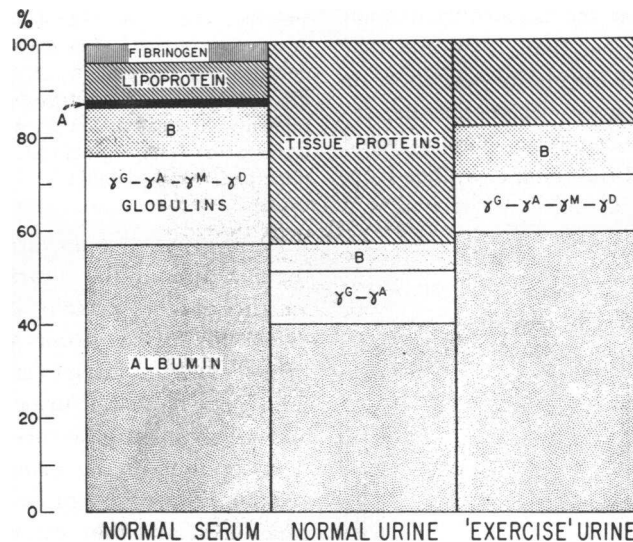 %
100
80
60
40
20
0
FIBRINOGEN
LIPOPROTEIN
A
B
γG–γA–γM–γD
GLOBULINS
ALBUMIN
TISSUE PROTEINS
B
γG–γA
B
γG–γA–γM–γD
NORMAL SERUM
NORMAL URINE
'EXERCISE' URINE